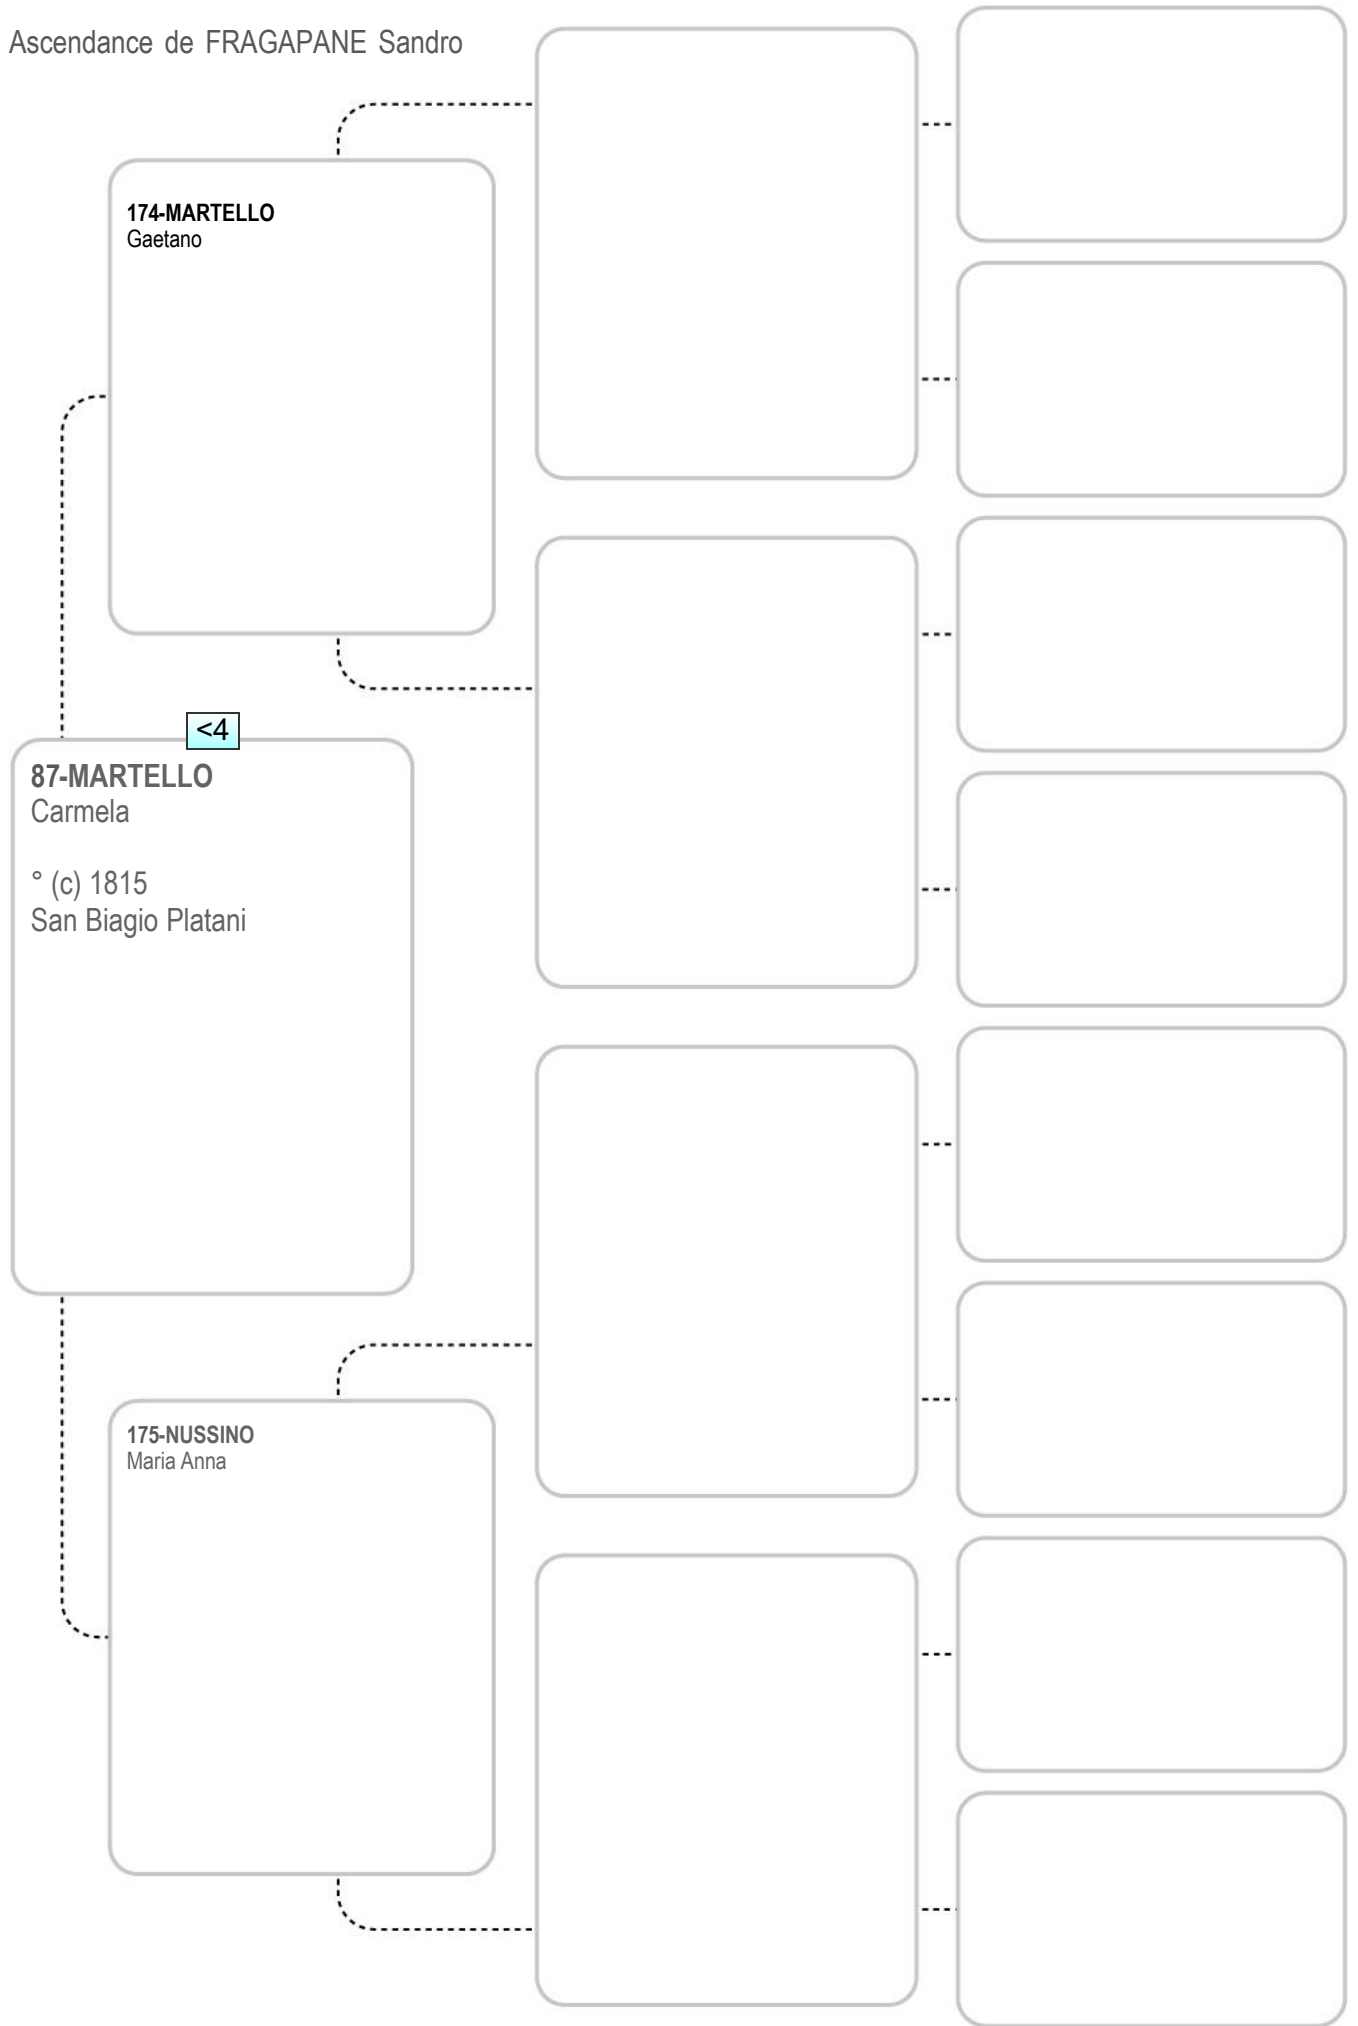 Ascendance de FRAGAPANE Sandro
174-MARTELLO
Gaetano
<4
87-MARTELLO
Carmela
° (c) 1815
San Biagio Platani
175-NUSSINO
Maria Anna